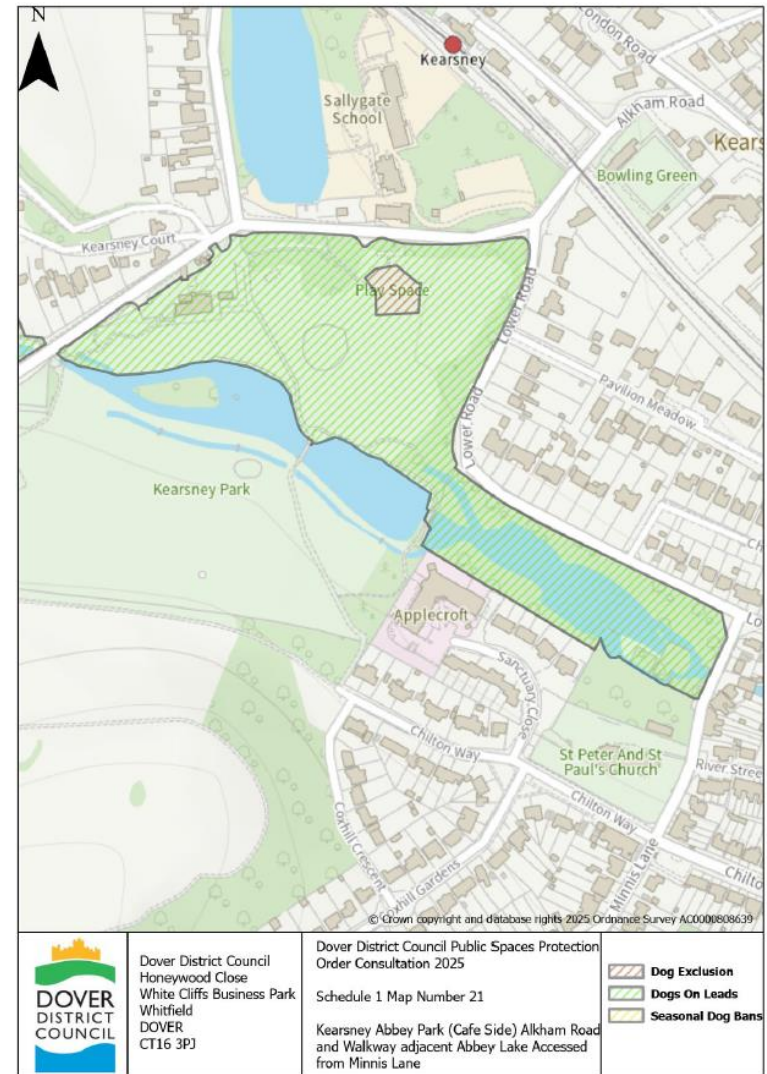 N
Kearsney
London Road
Sallygate
School
Alkham Road
Kears
Bowling Green
Kearsney Court
Play Space
Lower Road
Lower Road
Pavilion Meadow
Kearsney Park
Ch
Lo
Applecroft
Sanctuary Close
Chilton Way
St Peter And St
Paul's Church
River Stree
Coxhill Crescent
Chilton Way
Minnis Lane
Chilto
oxhill Gardens
© Crown copyright and database rights 2025 Ordnance Survey AC0000808639
DOVER
DISTRICT
COUNCIL
Dover District Council
Honeywood Close
White Cliffs Business Park
Whitfield
DOVER
CT16 3PJ
Dover District Council Public Spaces Protection
Order Consultation 2025
Schedule 1 Map Number 21
Kearsney Abbey Park (Cafe Side) Alkham Road
and Walkway adjacent Abbey Lake Accessed
from Minnis Lane
Dog Exclusion
Dogs On Leads
Seasonal Dog Bans